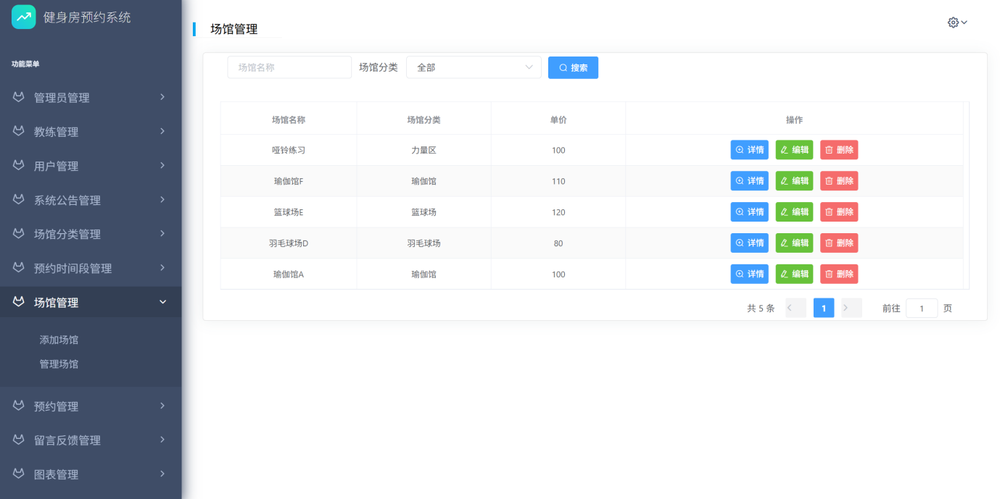 健身房预约系统
功能菜单
管理员管理
教练管理
用户管理
系统公告管理
场馆分类管理
预约时间段管理
场馆管理
添加场馆
管理场馆
预约管理
留言反馈管理
图表管理
场馆管理
场馆名称 场馆分类 全部 搜索
场馆名称 场馆分类 单价 操作
哑铃练习 力量区 100 详情 编辑 删除
瑜伽馆F 瑜伽馆 110 详情 编辑 删除
篮球场E 篮球场 120 详情 编辑 删除
羽毛球场D 羽毛球场 80 详情 编辑 删除
瑜伽馆A 瑜伽馆 100 详情 编辑 删除
共 5 条 1 前往 1 页